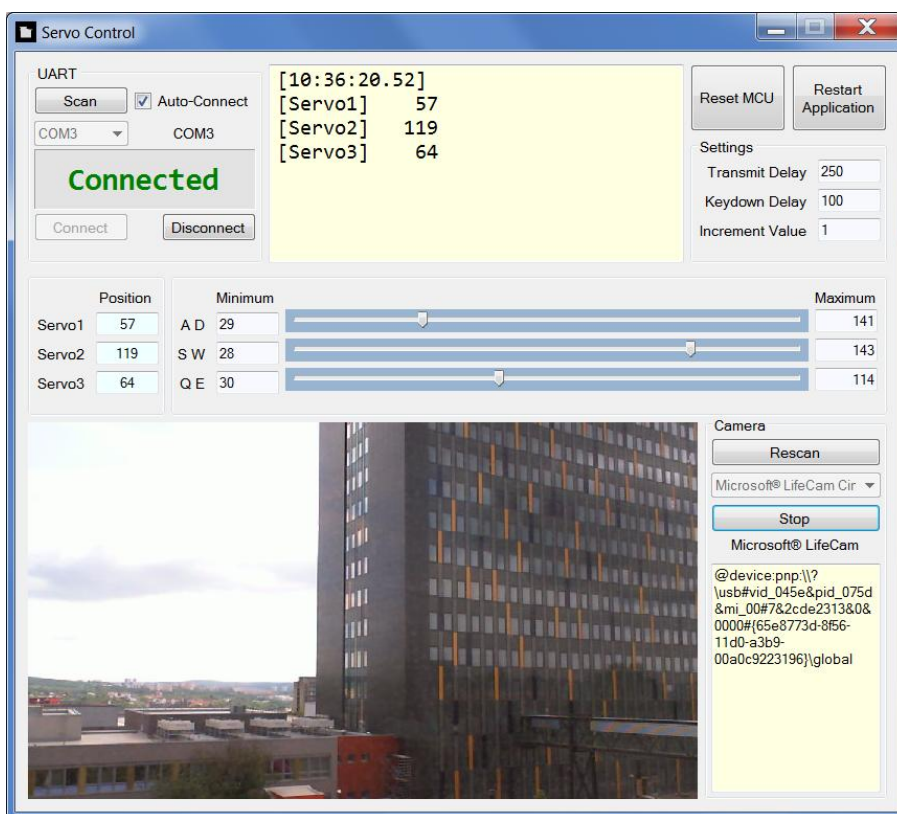 Servo Control
UART
Scan Auto-Connect
COM3 COM3
Connected
Connect Disconnect
[10:36:20.52]
[Servo1] 57
[Servo2] 119
[Servo3] 64
Reset MCU Restart Application
Settings
Transmit Delay 250
Keydown Delay 100
Increment Value 1
Position Minimum Maximum
Servo1 57 A D 29 141
Servo2 119 S W 28 143
Servo3 64 Q E 30 114
Camera
Rescan
Microsoft® LifeCam Cir
Stop
Microsoft® LifeCam
@device:pnp:\\?
\usb#vid_045e&pid_075d
&mi_00#7&2cde2313&0&
0000#{65e8773d-8f56-
11d0-a3b9-
00a0c9223196}\global